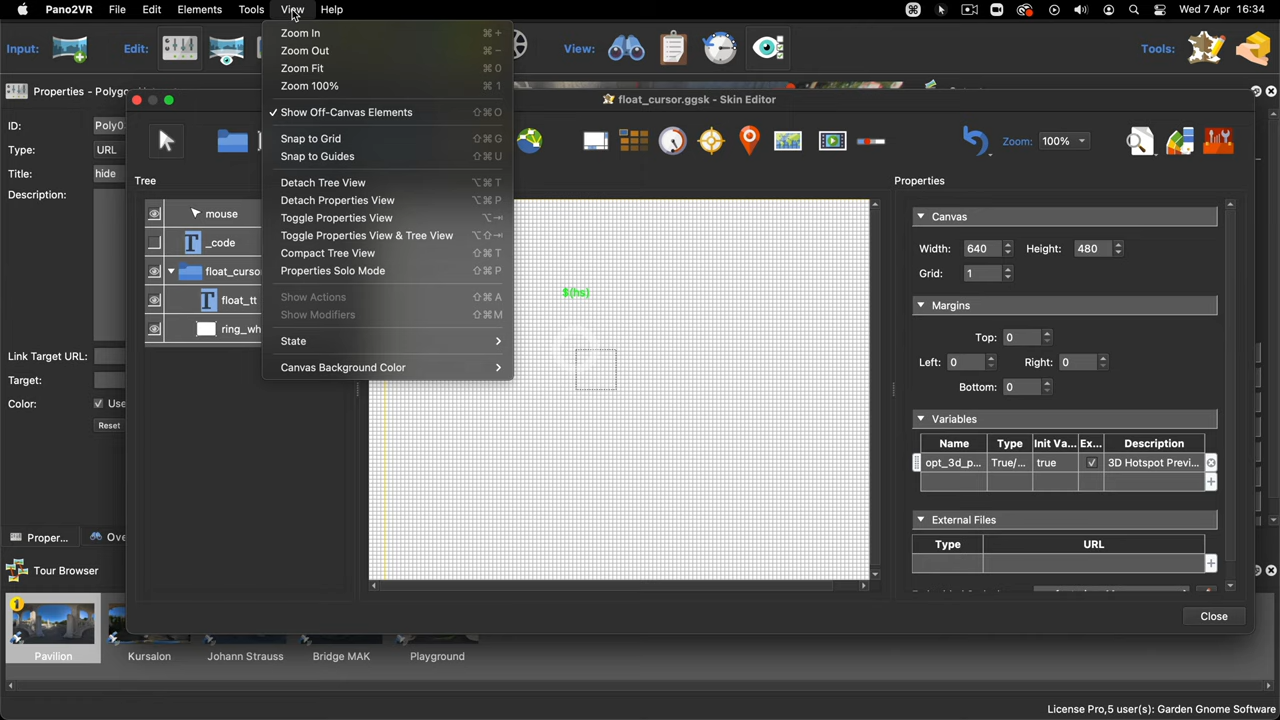 Pano2VR File Edit Elements Tools View Help Wed 7 Apr 16:34
Input: Edit: View: Tools:
Zoom In ⌘ +
Zoom Out ⌘ −
Zoom Fit ⌘ 0
Zoom 100% ⌘ 1
Show Off-Canvas Elements ⇧⌘O
Snap to Grid ⇧⌘G
Snap to Guides ⇧⌘U
Detach Tree View ⌥⌘T
Detach Properties View ⌥⌘P
Toggle Properties View ⌥⇥
Toggle Properties View & Tree View ⌥⇧⇥
Compact Tree View ⇧⌘T
Properties Solo Mode ⇧⌘P
Show Actions ⇧⌘A
Show Modifiers ⇧⌘M
State
Canvas Background Color
Properties - Polyg
ID: Poly0
Type: URL
Title: hide
Description:
Link Target URL:
Target:
Color: Use
Reset
Proper... Ove
float_cursor.ggsk - Skin Editor
Zoom: 100%
Tree
mouse
_code
float_curso
float_tt
ring_wh
$(hs)
Properties
Canvas
Width: 640 Height: 480
Grid: 1
Margins
Top: 0
Left: 0 Right: 0
Bottom: 0
Variables
Name Type Init Va... Ex... Description
opt_3d_p... True/... true 3D Hotspot Previ...
External Files
Type URL
Close
Tour Browser
1
Pavilion Kursalon Johann Strauss Bridge MAK Playground
License Pro,5 user(s): Garden Gnome Software